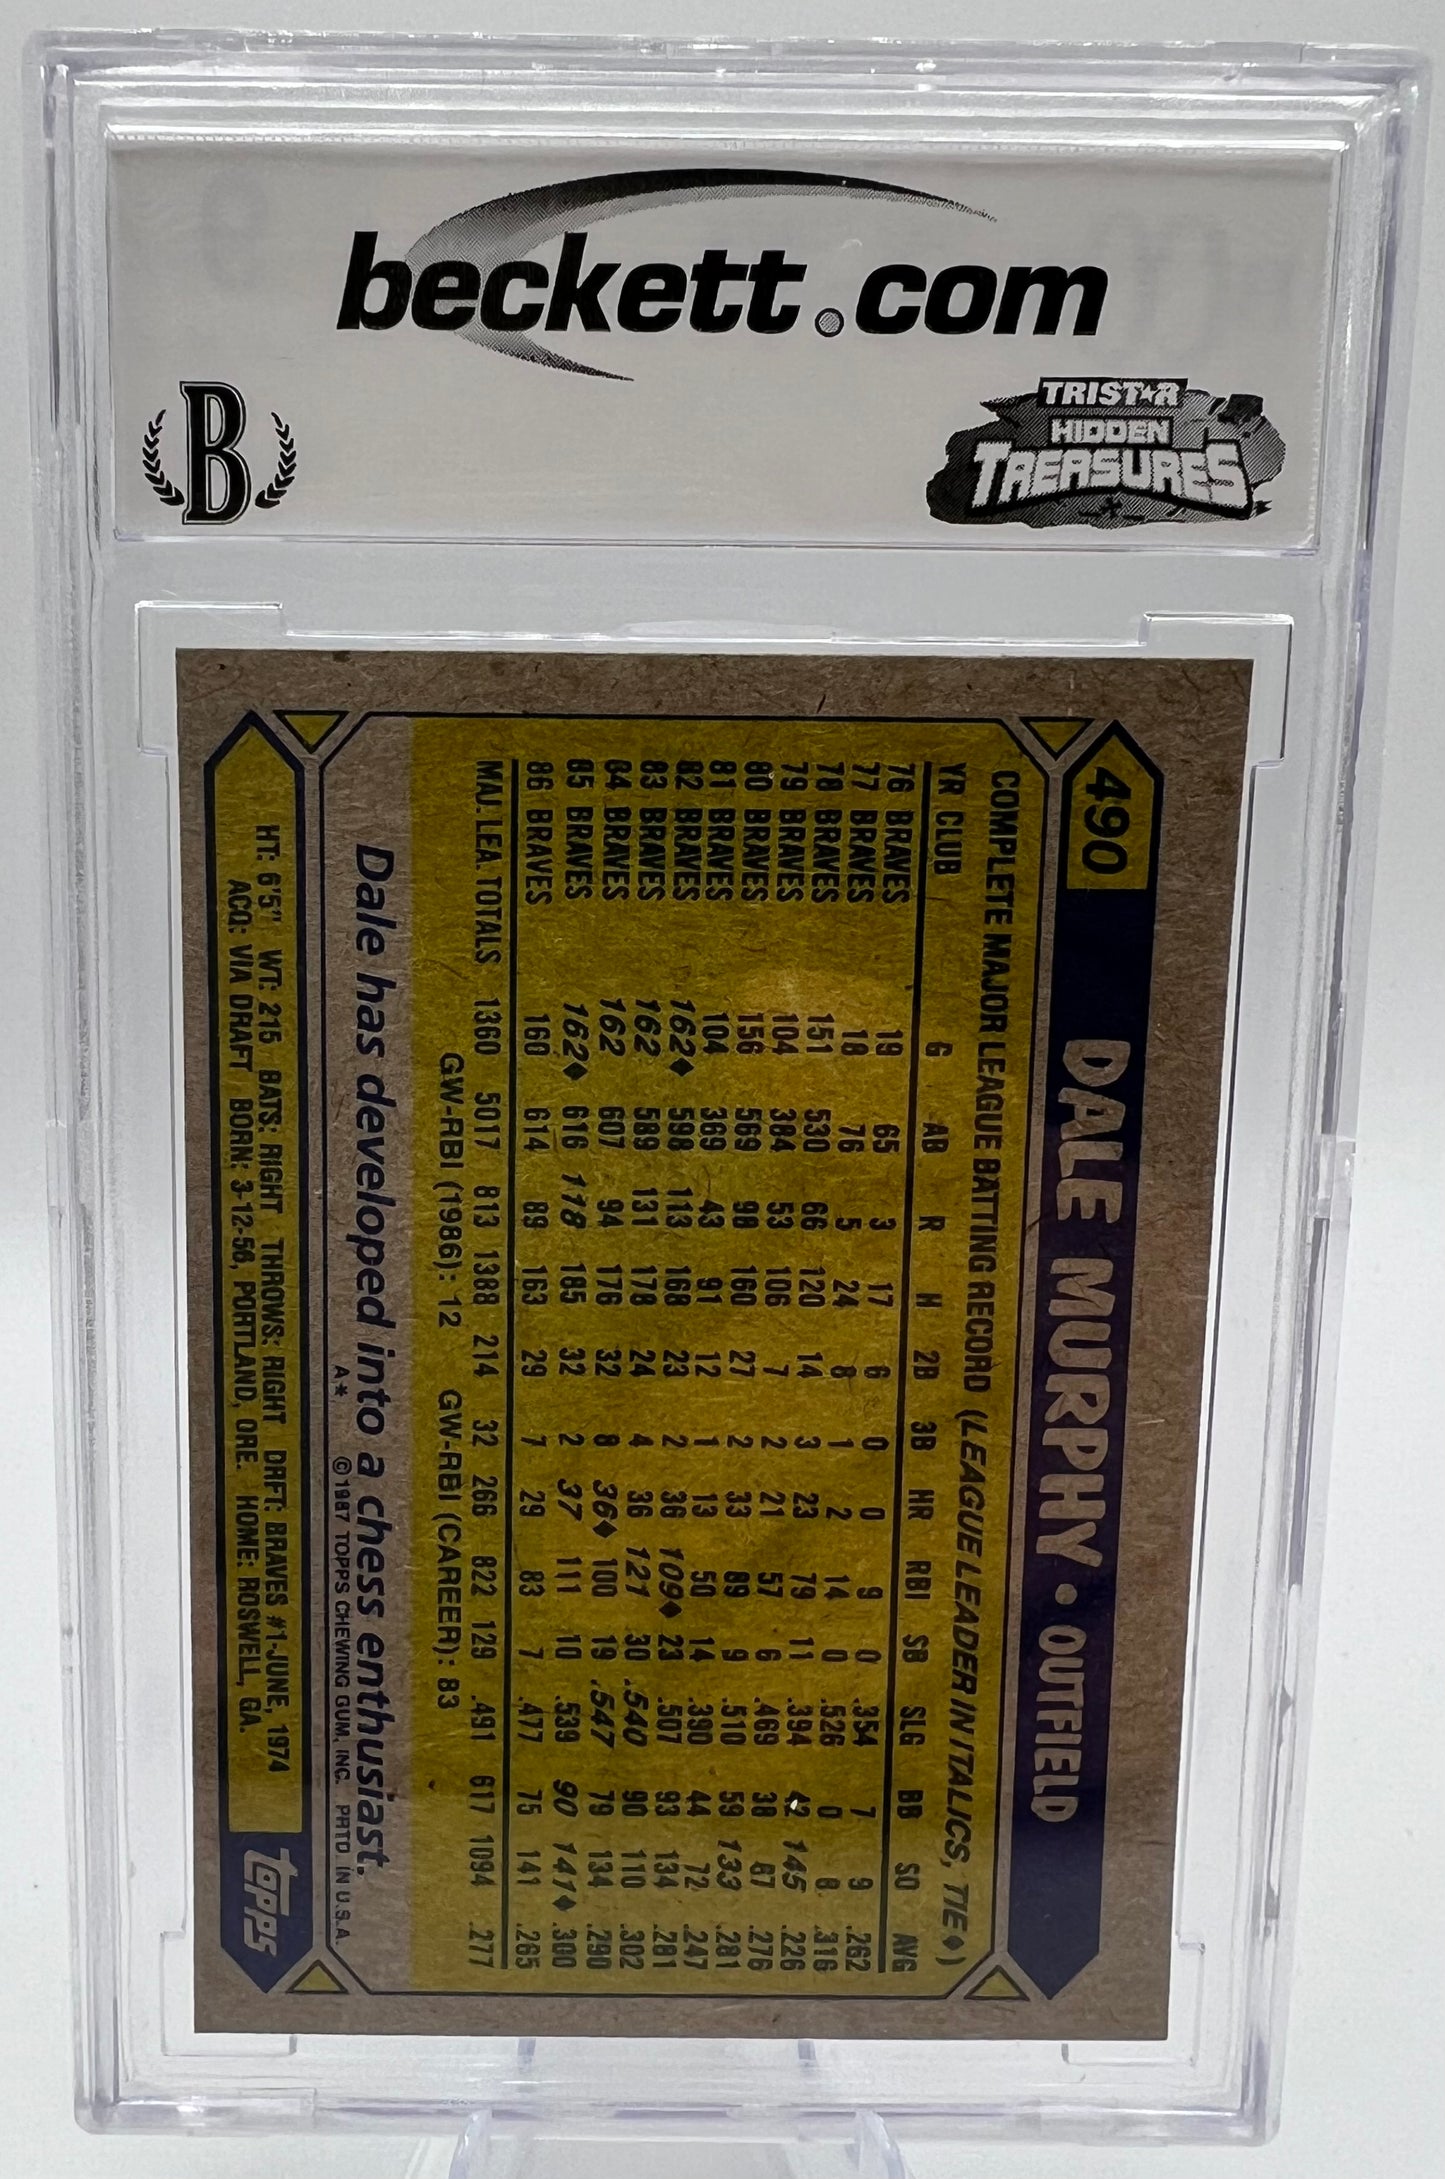 beckett.com
B
TRISTAR
HIDDEN
TREASURES
490 DALE MURPHY • OUTFIELD
COMPLETE MAJOR LEAGUE BATTING RECORD (LEAGUE LEADER IN ITALICS, TIE♦)
YR CLUB G AB R H 2B 3B HR RBI SB SLG BB SO AVG
76 BRAVES 19 65 3 17 6 0 0 9 0 .354 7 9 .262
77 BRAVES 18 76 5 24 8 1 2 14 0 .526 0 8 .316
78 BRAVES 151 530 66 120 14 3 23 79 11 .394 42 145 .226
79 BRAVES 104 384 53 106 7 2 21 57 6 .469 38 67 .276
80 BRAVES 156 569 98 160 27 2 33 89 9 .510 59 133 .281
81 BRAVES 104 369 43 91 12 1 13 50 14 .390 44 72 .247
82 BRAVES 162♦ 598 113 168 23 2 36 109♦ 23 .507 93 134 .281
83 BRAVES 162 589 131 178 24 4 36 121 30 .540 90 110 .302
84 BRAVES 162 607 94 176 32 8 36♦ 100 19 .547 79 134 .290
85 BRAVES 162♦ 616 118 185 32 2 37 111 10 .539 90 141♦ .300
86 BRAVES 160 614 89 163 29 7 29 83 7 .477 75 141 .265
MAJ. LEA. TOTALS 1360 5017 813 1388 214 32 266 822 129 .491 617 1094 .277
GW-RBI (1986): 12 GW-RBI (CAREER): 83
Dale has developed into a chess enthusiast.
A* ©1987 TOPPS CHEWING GUM, INC. PRTD. IN U.S.A.
HT: 6'5" WT: 215 BATS: RIGHT THROWS: RIGHT DRFT: BRAVES #1-JUNE, 1974
ACQ: VIA DRAFT BORN: 3-12-56, PORTLAND, ORE. HOME: ROSWELL, GA.
topps